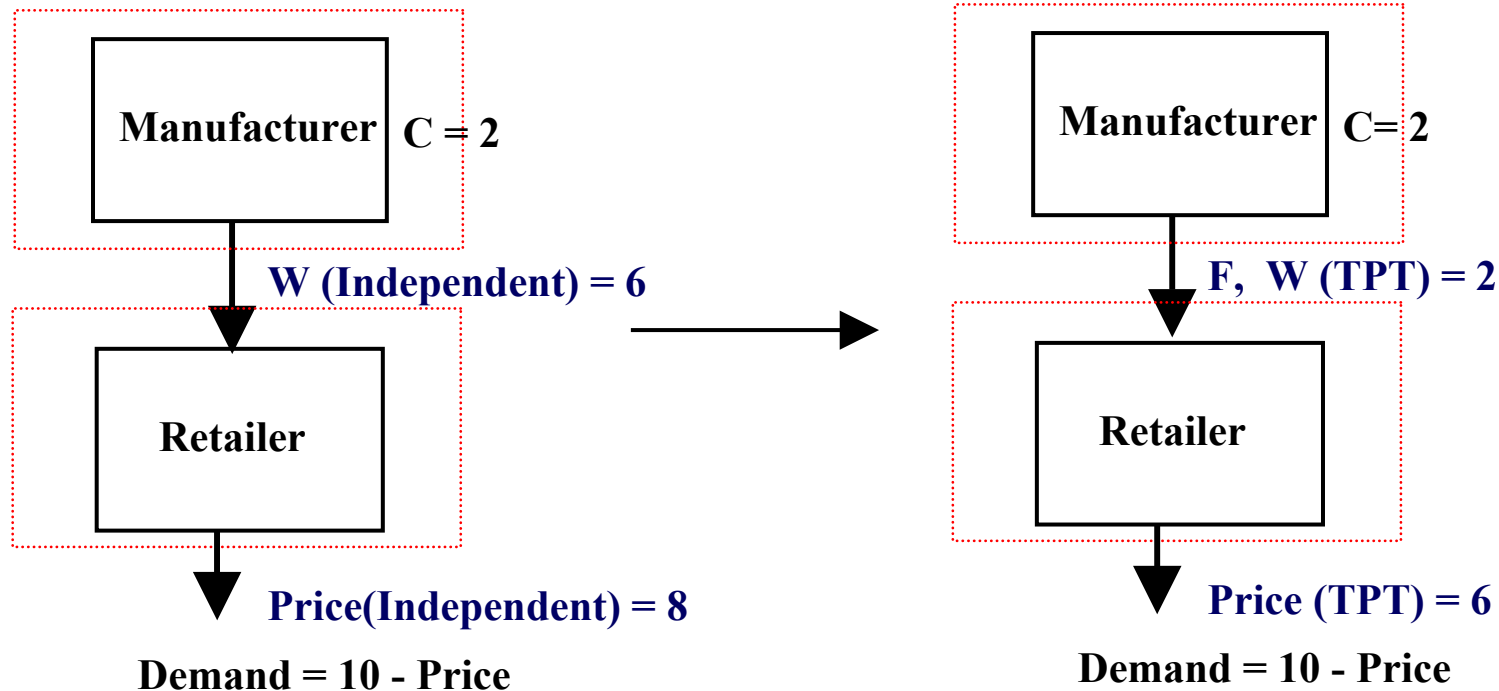 Manufacturer
C = 2
W (Independent) = 6
Retailer
Price(Independent) = 8
Demand = 10 - Price
Manufacturer
C= 2
F, W (TPT) = 2
Retailer
Price (TPT) = 6
Demand = 10 - Price